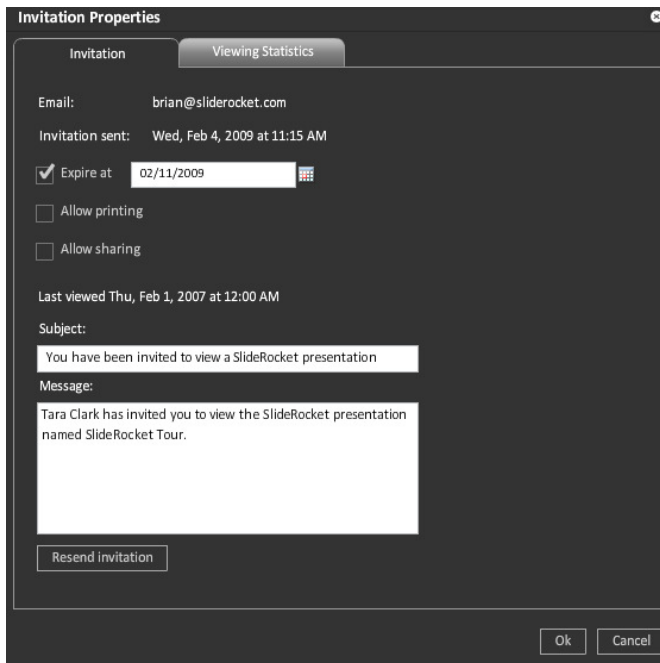 Invitation Properties
Invitation
Viewing Statistics
Email: brian@sliderocket.com
Invitation sent: Wed, Feb 4, 2009 at 11:15 AM
Expire at 02/11/2009
Allow printing
Allow sharing
Last viewed Thu, Feb 1, 2007 at 12:00 AM
Subject:
You have been invited to view a SlideRocket presentation
Message:
Tara Clark has invited you to view the SlideRocket presentation
named SlideRocket Tour.
Resend invitation
Ok
Cancel